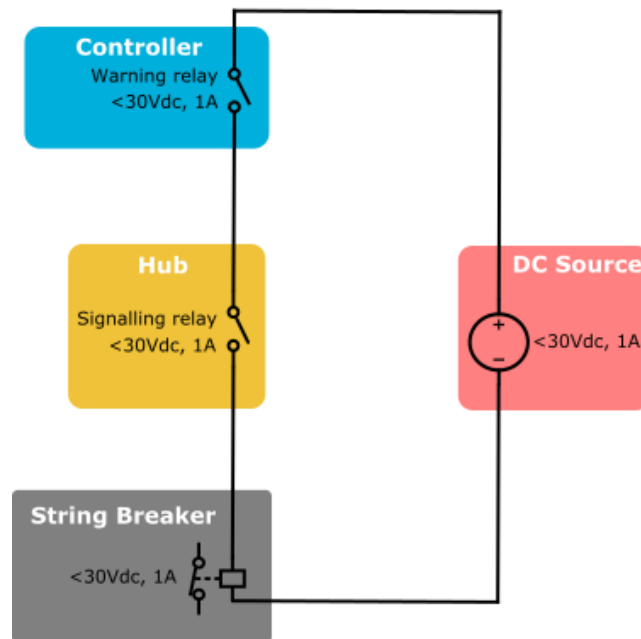 Controller
Warning relay
<30Vdc, 1A
Hub
Signalling relay
<30Vdc, 1A
DC Source
+
<30Vdc, 1A
−
String Breaker
<30Vdc, 1A